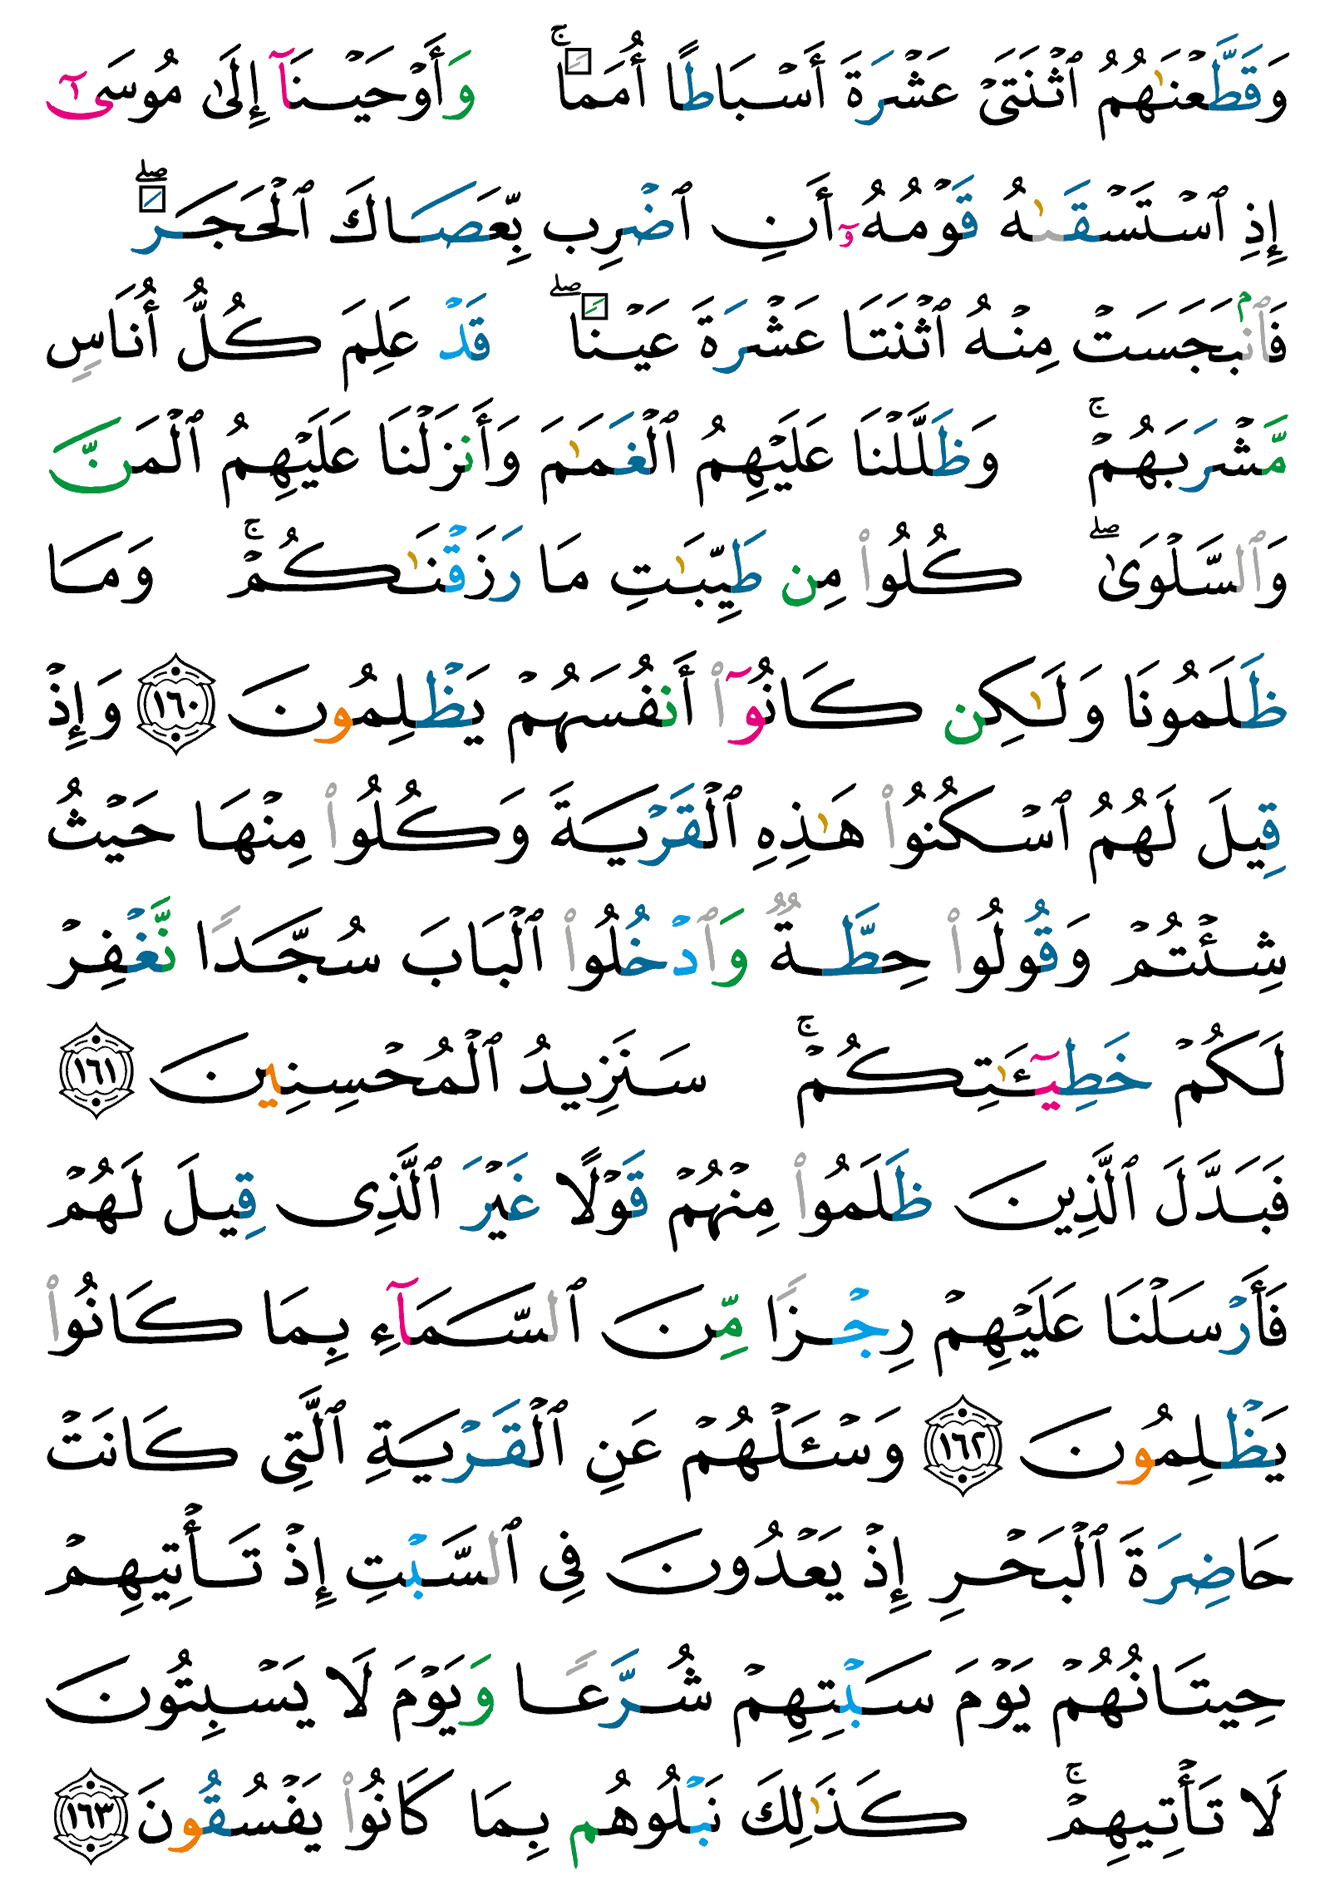 وَقَطَّعْنَٰهُمُ ٱثْنَتَىْ عَشْرَةَ أَسْبَاطًا أُمَمًا ۚ وَأَوْحَيْنَآ إِلَىٰ مُوسَىٰٓ
إِذِ ٱسْتَسْقَىٰهُ قَوْمُهُۥٓ أَنِ ٱضْرِب بِّعَصَاكَ ٱلْحَجَرَ ۖ
فَٱنۢبَجَسَتْ مِنْهُ ٱثْنَتَا عَشْرَةَ عَيْنًا ۖ قَدْ عَلِمَ كُلُّ أُنَاسٍ
مَّشْرَبَهُمْ ۚ وَظَلَّلْنَا عَلَيْهِمُ ٱلْغَمَٰمَ وَأَنزَلْنَا عَلَيْهِمُ ٱلْمَنَّ
وَٱلسَّلْوَىٰ ۖ كُلُوا۟ مِن طَيِّبَٰتِ مَا رَزَقْنَٰكُمْ ۚ وَمَا
ظَلَمُونَا وَلَٰكِن كَانُوٓا۟ أَنفُسَهُمْ يَظْلِمُونَ ١٦٠ وَإِذْ
قِيلَ لَهُمُ ٱسْكُنُوا۟ هَٰذِهِ ٱلْقَرْيَةَ وَكُلُوا۟ مِنْهَا حَيْثُ
شِئْتُمْ وَقُولُوا۟ حِطَّةٌ وَٱدْخُلُوا۟ ٱلْبَابَ سُجَّدًا نَّغْفِرْ
لَكُمْ خَطِيٓـَٰٔتِكُمْ ۚ سَنَزِيدُ ٱلْمُحْسِنِينَ ١٦١
فَبَدَّلَ ٱلَّذِينَ ظَلَمُوا۟ مِنْهُمْ قَوْلًا غَيْرَ ٱلَّذِى قِيلَ لَهُمْ
فَأَرْسَلْنَا عَلَيْهِمْ رِجْزًا مِّنَ ٱلسَّمَآءِ بِمَا كَانُوا۟
يَظْلِمُونَ ١٦٢ وَسْـَٔلْهُمْ عَنِ ٱلْقَرْيَةِ ٱلَّتِى كَانَتْ
حَاضِرَةَ ٱلْبَحْرِ إِذْ يَعْدُونَ فِى ٱلسَّبْتِ إِذْ تَأْتِيهِمْ
حِيتَانُهُمْ يَوْمَ سَبْتِهِمْ شُرَّعًا وَيَوْمَ لَا يَسْبِتُونَ
لَا تَأْتِيهِمْ ۚ كَذَٰلِكَ نَبْلُوهُم بِمَا كَانُوا۟ يَفْسُقُونَ ١٦٣